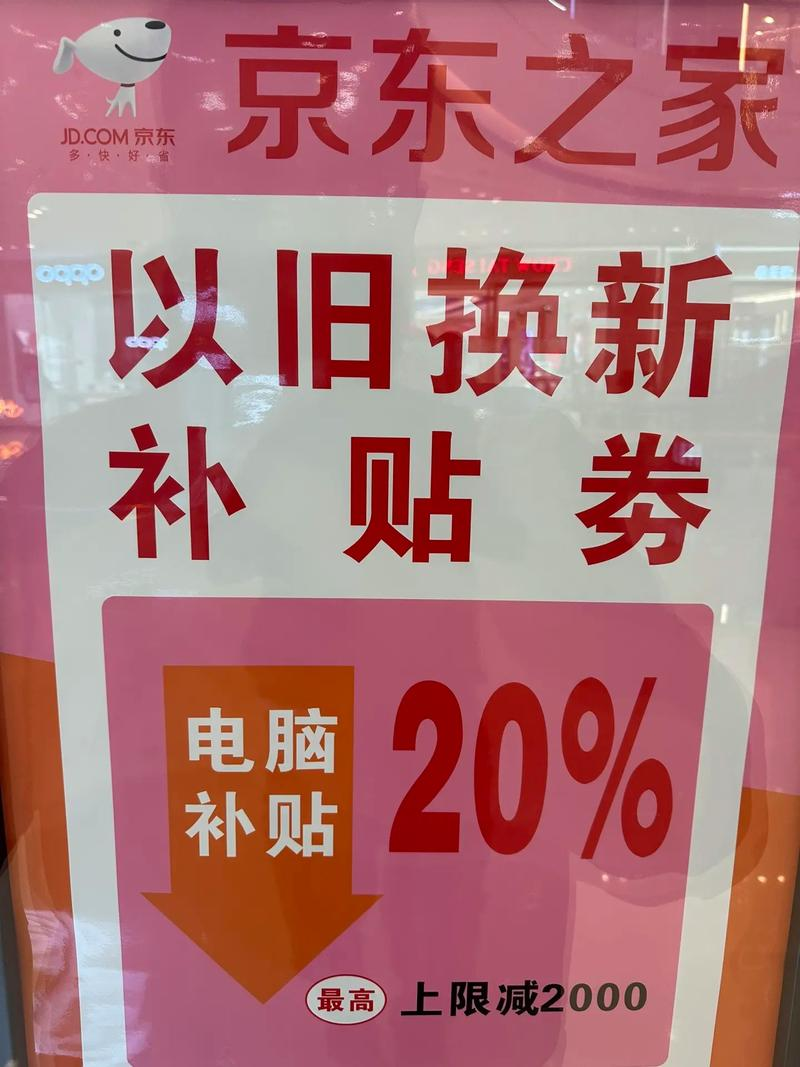 京东之家
JD.COM 京东
多·快·好·省
以旧换新
补贴券
电脑
补贴
20%
最高 上限减2000